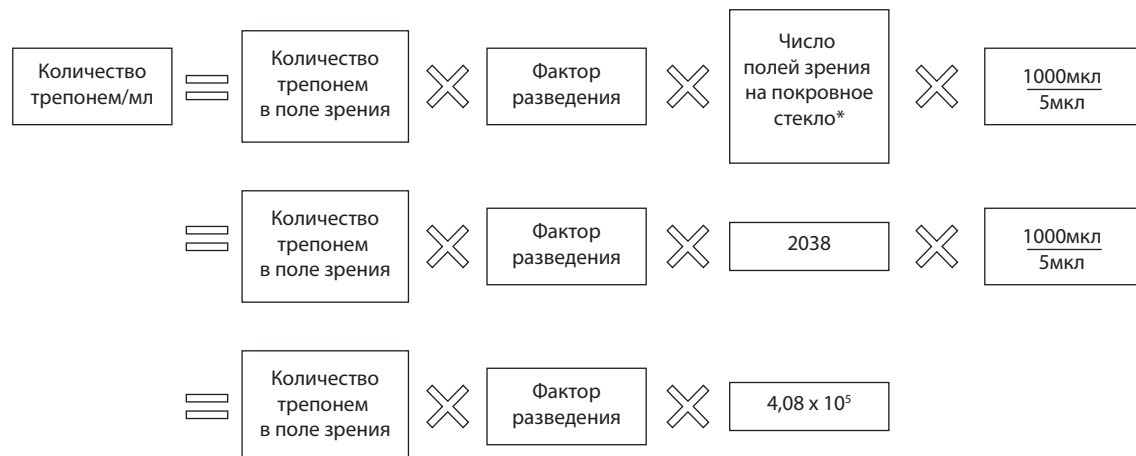 Количество
трепонем/мл
Количество
трепонем
в поле зрения
Фактор
разведения
Число
полей зрения
на покровное
стекло*
1000мкл
5мкл
Количество
трепонем
в поле зрения
Фактор
разведения
2038
1000мкл
5мкл
Количество
трепонем
в поле зрения
Фактор
разведения
4,08 x 10⁵